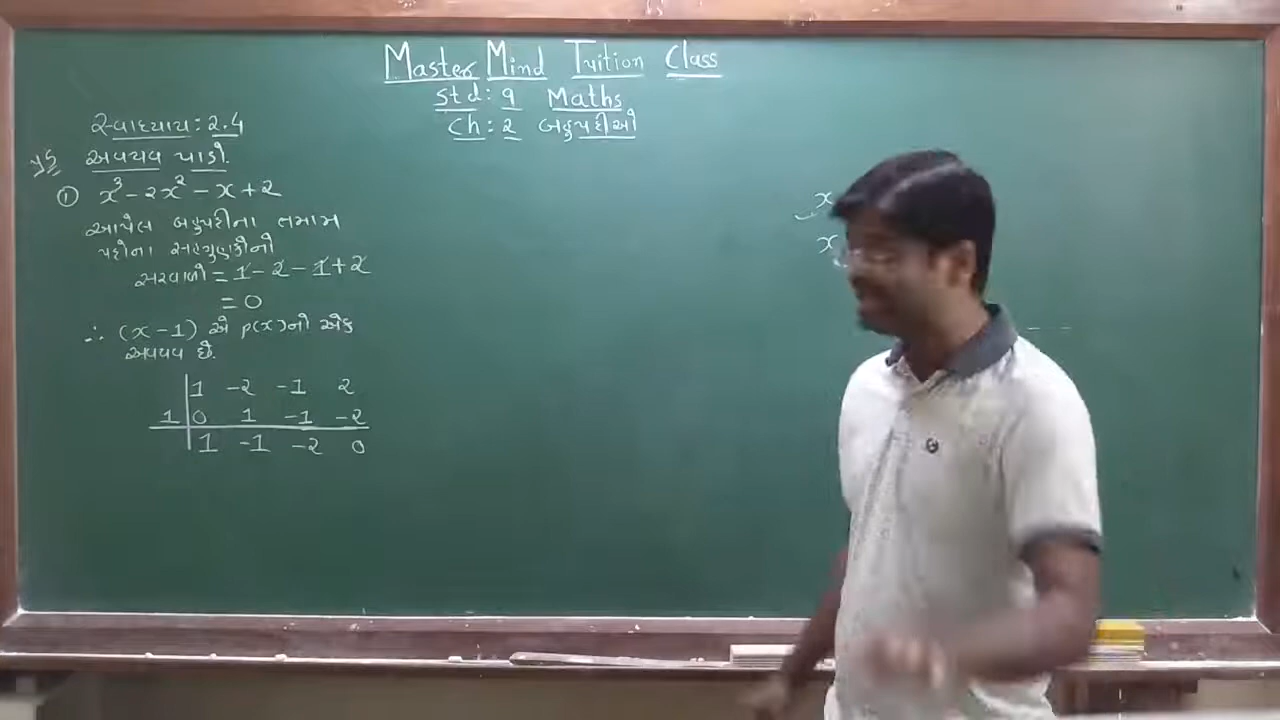 Master Mind Tuition Class
std: 9 Maths
ch: 2 બહુપદીઓ
સ્વાધ્યાય: 2.4
અવયવ પાડો.
① x³ - 2x² - x + 2
આપેલ બહુપદીના તમામ
પદોના સહગુણકોનો
સરવાળો = 1 - 2 - 1 + 2
= 0
∴ (x - 1) એ p(x)નો એક
અવયવ છે.
1 -2 -1 2
1 0 1 -1 -2
1 -1 -2 0
x
x